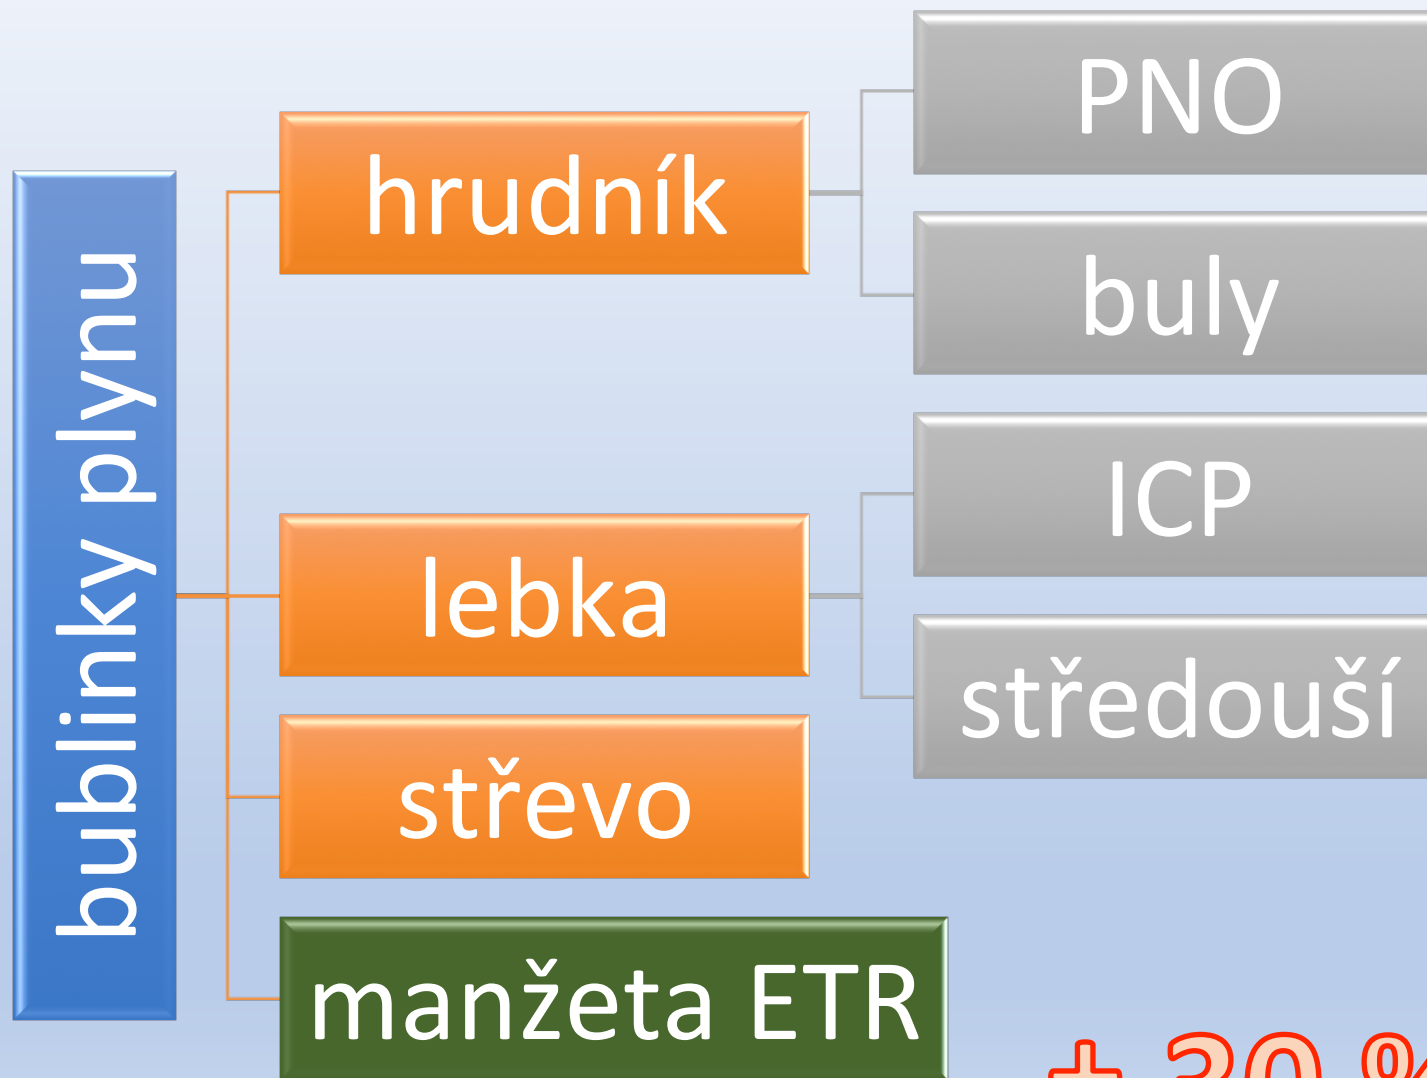 bublinky plynu
hrudník
PNO
buly
lebka
ICP
středouší
střevo
manžeta ETR